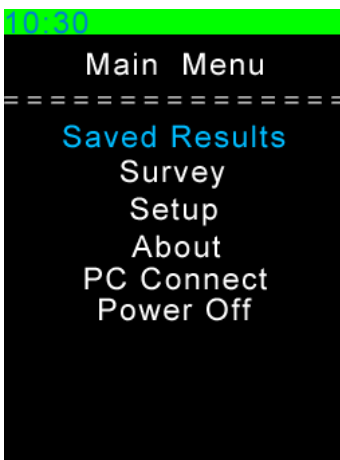 10:30
Main Menu
===============
Saved Results
Survey
Setup
About
PC Connect
Power Off